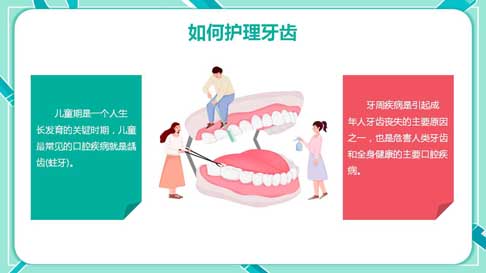 如何护理牙齿
儿童期是一个人生
长发育的关键时期，儿童
最常见的口腔疾病就是龋
齿(蛀牙)。
牙周疾病是引起成
年人牙齿丧失的主要原因
之一，也是危害人类牙齿
和全身健康的主要口腔疾
病。